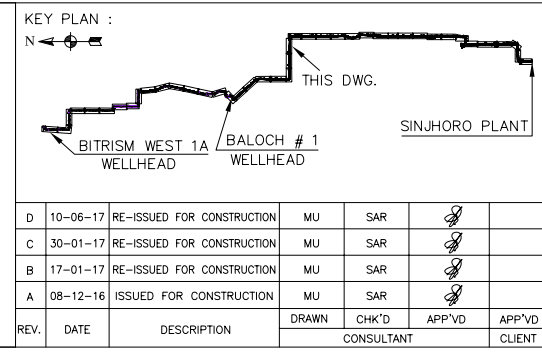 KEY PLAN :
N
THIS DWG.
SINJHORO PLANT
BITRISM WEST 1A
WELLHEAD
BALOCH # 1
WELLHEAD
D 10-06-17 RE-ISSUED FOR CONSTRUCTION MU SAR
C 30-01-17 RE-ISSUED FOR CONSTRUCTION MU SAR
B 17-01-17 RE-ISSUED FOR CONSTRUCTION MU SAR
A 08-12-16 ISSUED FOR CONSTRUCTION MU SAR
REV. DATE DESCRIPTION DRAWN CHK'D APP'VD APP'VD
CONSULTANT CLIENT